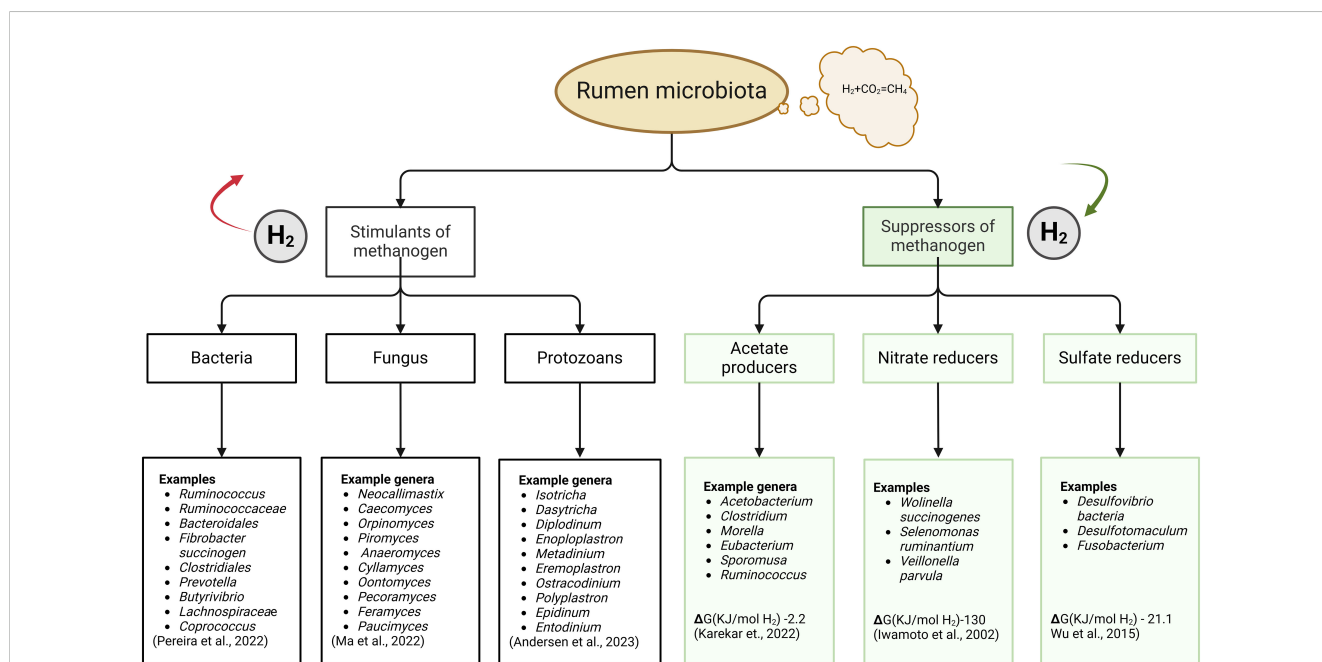 Rumen microbiota
H₂+CO₂=CH₄
H₂
Stimulants of
methanogen
Suppressors of
methanogen
H₂
Bacteria
Fungus
Protozoans
Acetate
producers
Nitrate reducers
Sulfate reducers
Examples
• Ruminococcus
• Ruminococcaceae
• Bacteroidales
• Fibrobacter
succinogen
• Clostridiales
• Prevotella
• Butyrivibrio
• Lachnospiraceae
• Coprococcus
(Pereira et al., 2022)
Example genera
• Neocallimastix
• Caecomyces
• Orpinomyces
• Piromyces
• Anaeromyces
• Cyllamyces
• Oontomyces
• Pecoramyces
• Feramyces
• Paucimyces
(Ma et al., 2022)
Example genera
• Isotricha
• Dasytricha
• Diplodinum
• Enoploplastron
• Metadinium
• Eremoplastron
• Ostracodinium
• Polyplastron
• Epidinum
• Entodinium
(Andersen et al., 2023)
Example genera
• Acetobacterium
• Clostridium
• Morella
• Eubacterium
• Sporomusa
• Ruminococcus
ΔG(KJ/mol H₂) -2.2
(Karekar et., 2022)
Examples
• Wolinella
succinogenes
• Selenomonas
ruminantium
• Veillonella
parvula
ΔG(KJ/mol H₂)-130
(Iwamoto et al., 2002)
Examples
• Desulfovibrio
bacteria
• Desulfotomaculum
• Fusobacterium
ΔG(KJ/mol H₂) - 21.1
Wu et al., 2015)